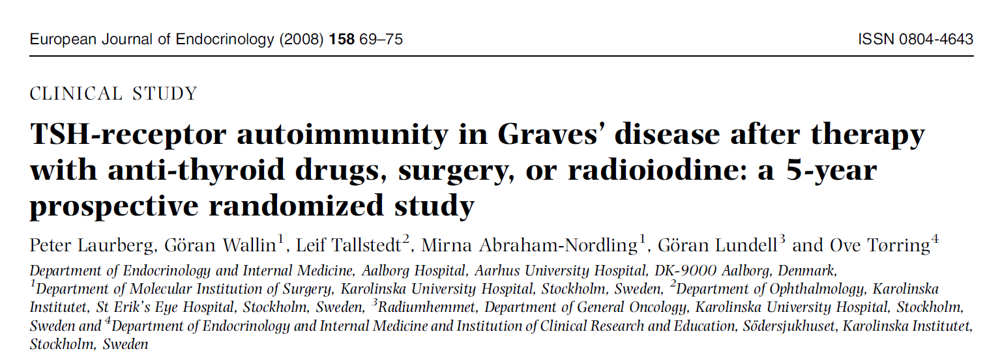 European Journal of Endocrinology (2008) 158 69–75 ISSN 0804-4643
CLINICAL STUDY
TSH-receptor autoimmunity in Graves’ disease after therapy
with anti-thyroid drugs, surgery, or radioiodine: a 5-year
prospective randomized study
Peter Laurberg, Göran Wallin1, Leif Tallstedt2, Mirna Abraham-Nordling1, Göran Lundell3 and Ove Tørring4
Department of Endocrinology and Internal Medicine, Aalborg Hospital, Aarhus University Hospital, DK-9000 Aalborg, Denmark,
1Department of Molecular Institution of Surgery, Karolinska University Hospital, Stockholm, Sweden, 2Department of Ophthalmology, Karolinska
Institutet, St Erik’s Eye Hospital, Stockholm, Sweden, 3Radiumhemmet, Department of General Oncology, Karolinska University Hospital, Stockholm,
Sweden and 4Department of Endocrinology and Internal Medicine and Institution of Clinical Research and Education, Södersjukhuset, Karolinska Institutet,
Stockholm, Sweden